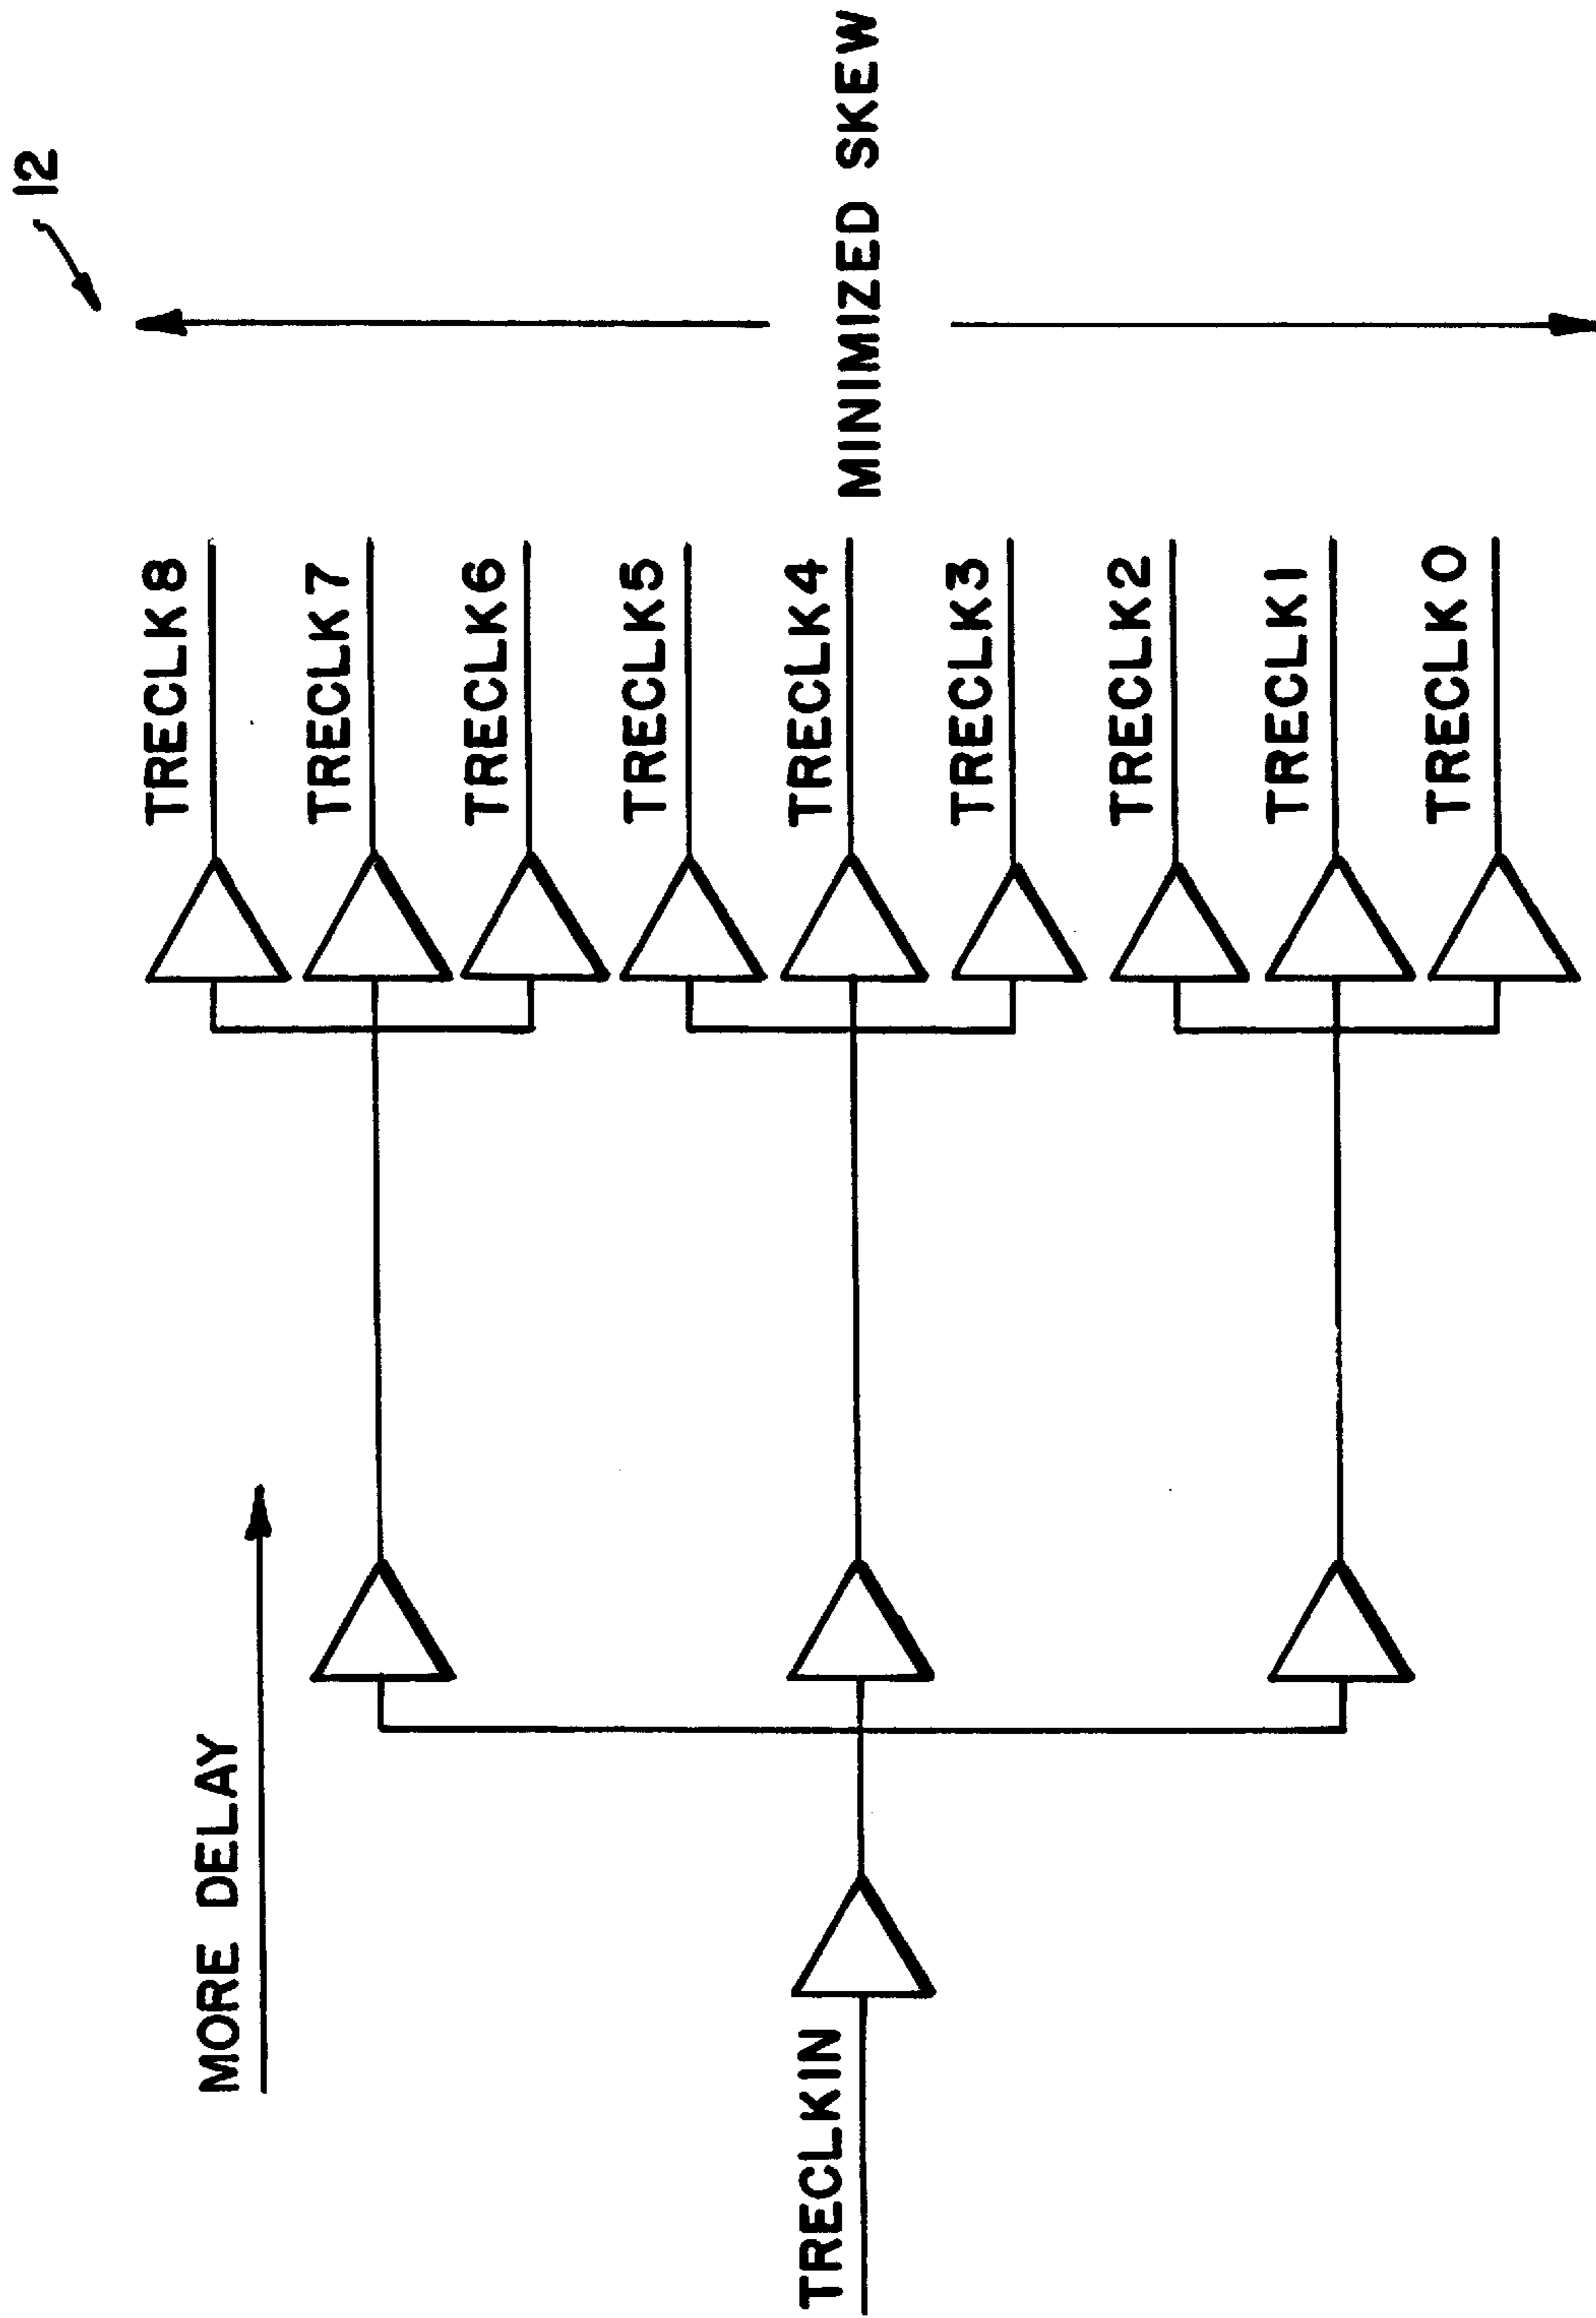 12
MORE DELAY
TRECLKIN
TRECLK8
TRECLK7
TRECLK6
TRECLK5
TRECLK4
TRECLK3
TRECLK2
TRECLK1
TRECLK0
MINIMIZED SKEW